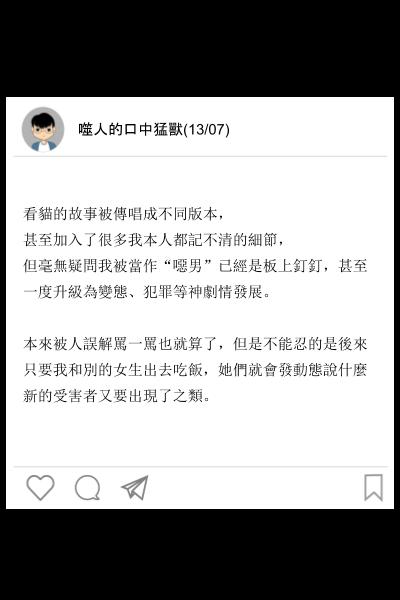 噬人的口中猛獸(13/07)
看貓的故事被傳唱成不同版本，
甚至加入了很多我本人都記不清的細節，
但毫無疑問我被當作“噁男”已經是板上釘釘，甚至
一度升級為變態、犯罪等神劇情發展。
本來被人誤解罵一罵也就算了，但是不能忍的是後來
只要我和別的女生出去吃飯，她們就會發動態說什麼
新的受害者又要出現了之類。